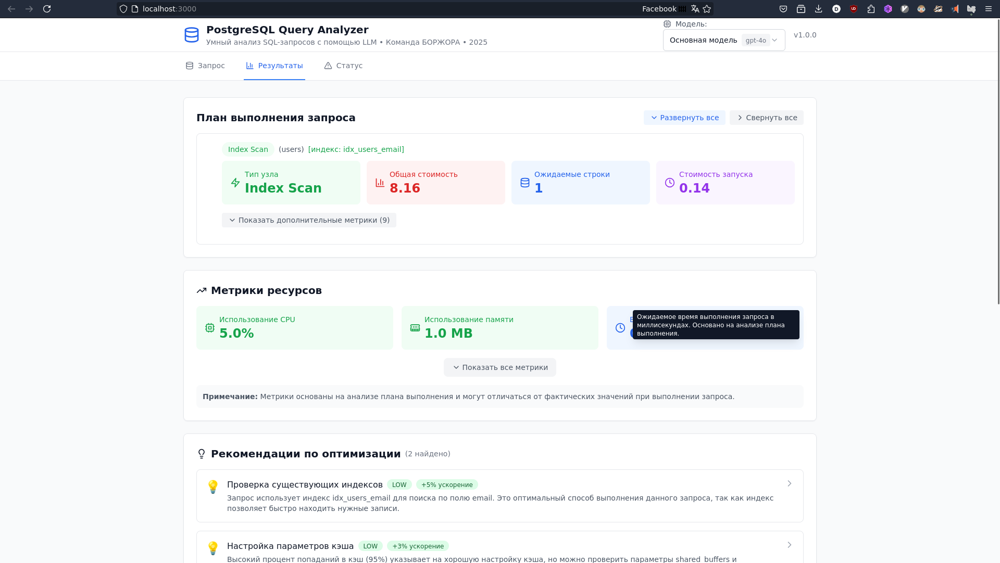 localhost:3000
Facebook
PostgreSQL Query Analyzer
Умный анализ SQL-запросов с помощью LLM • Команда БОРЖОРА • 2025
Модель:
Основная модель gpt-4o
v1.0.0
Запрос
Результаты
Статус
План выполнения запроса
Развернуть все
Свернуть все
Index Scan (users) [индекс: idx_users_email]
Тип узла
Index Scan
Общая стоимость
8.16
Ожидаемые строки
1
Стоимость запуска
0.14
Показать дополнительные метрики (9)
Метрики ресурсов
Использование CPU
5.0%
Использование памяти
1.0 MB
Ожидаемое время выполнения запроса в
миллисекундах. Основано на анализе плана
выполнения.
Показать все метрики
Примечание: Метрики основаны на анализе плана выполнения и могут отличаться от фактических значений при выполнении запроса.
Рекомендации по оптимизации (2 найдено)
Проверка существующих индексов LOW +5% ускорение
Запрос использует индекс idx_users_email для поиска по полю email. Это оптимальный способ выполнения данного запроса, так как индекс
позволяет быстро находить нужные записи.
Настройка параметров кэша LOW +3% ускорение
Высокий процент попаданий в кэш (95%) указывает на хорошую настройку кэша, но можно проверить параметры shared_buffers и